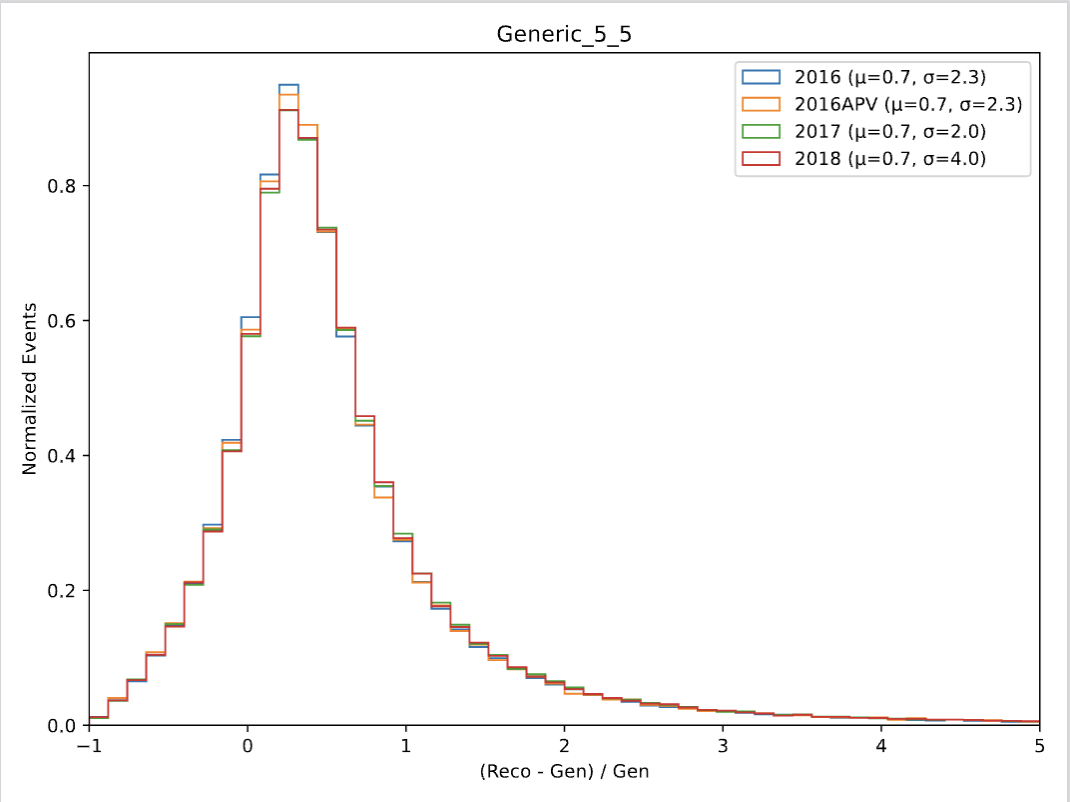 Generic_5_5
2016 (μ=0.7, σ=2.3)
2016APV (μ=0.7, σ=2.3)
2017 (μ=0.7, σ=2.0)
2018 (μ=0.7, σ=4.0)
Normalized Events
0.8
0.6
0.4
0.2
0.0
−1 0 1 2 3 4 5
(Reco - Gen) / Gen